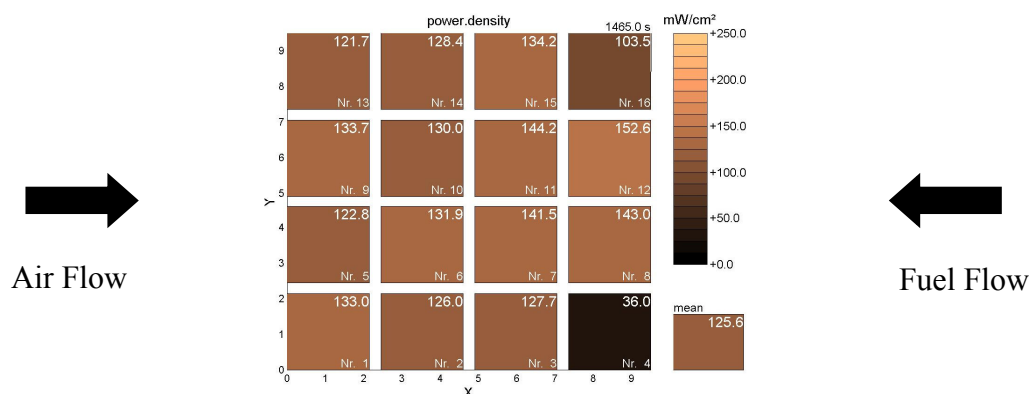 power.density
1465.0 s
mW/cm²
9
8
7
6
5
4
3
2
1
0
Y
121.7
Nr. 13
128.4
Nr. 14
134.2
Nr. 15
103.5
Nr. 16
133.7
Nr. 9
130.0
Nr. 10
144.2
Nr. 11
152.6
Nr. 12
122.8
Nr. 5
131.9
Nr. 6
141.5
Nr. 7
143.0
Nr. 8
133.0
Nr. 1
126.0
Nr. 2
127.7
Nr. 3
36.0
Nr. 4
0 1 2 3 4 5 6 7 8 9
X
+250.0
+200.0
+150.0
+100.0
+50.0
+0.0
mean
125.6
Air Flow
Fuel Flow